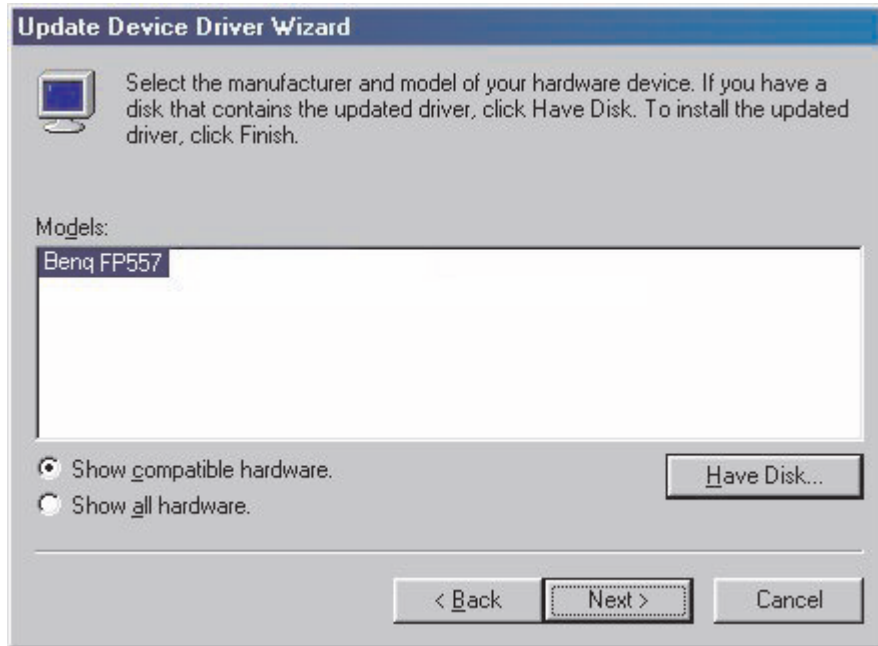 Update Device Driver Wizard
Select the manufacturer and model of your hardware device. If you have a
disk that contains the updated driver, click Have Disk. To install the updated
driver, click Finish.
Models:
Benq FP557
Show compatible hardware.
Have Disk...
Show all hardware.
< Back
Next >
Cancel